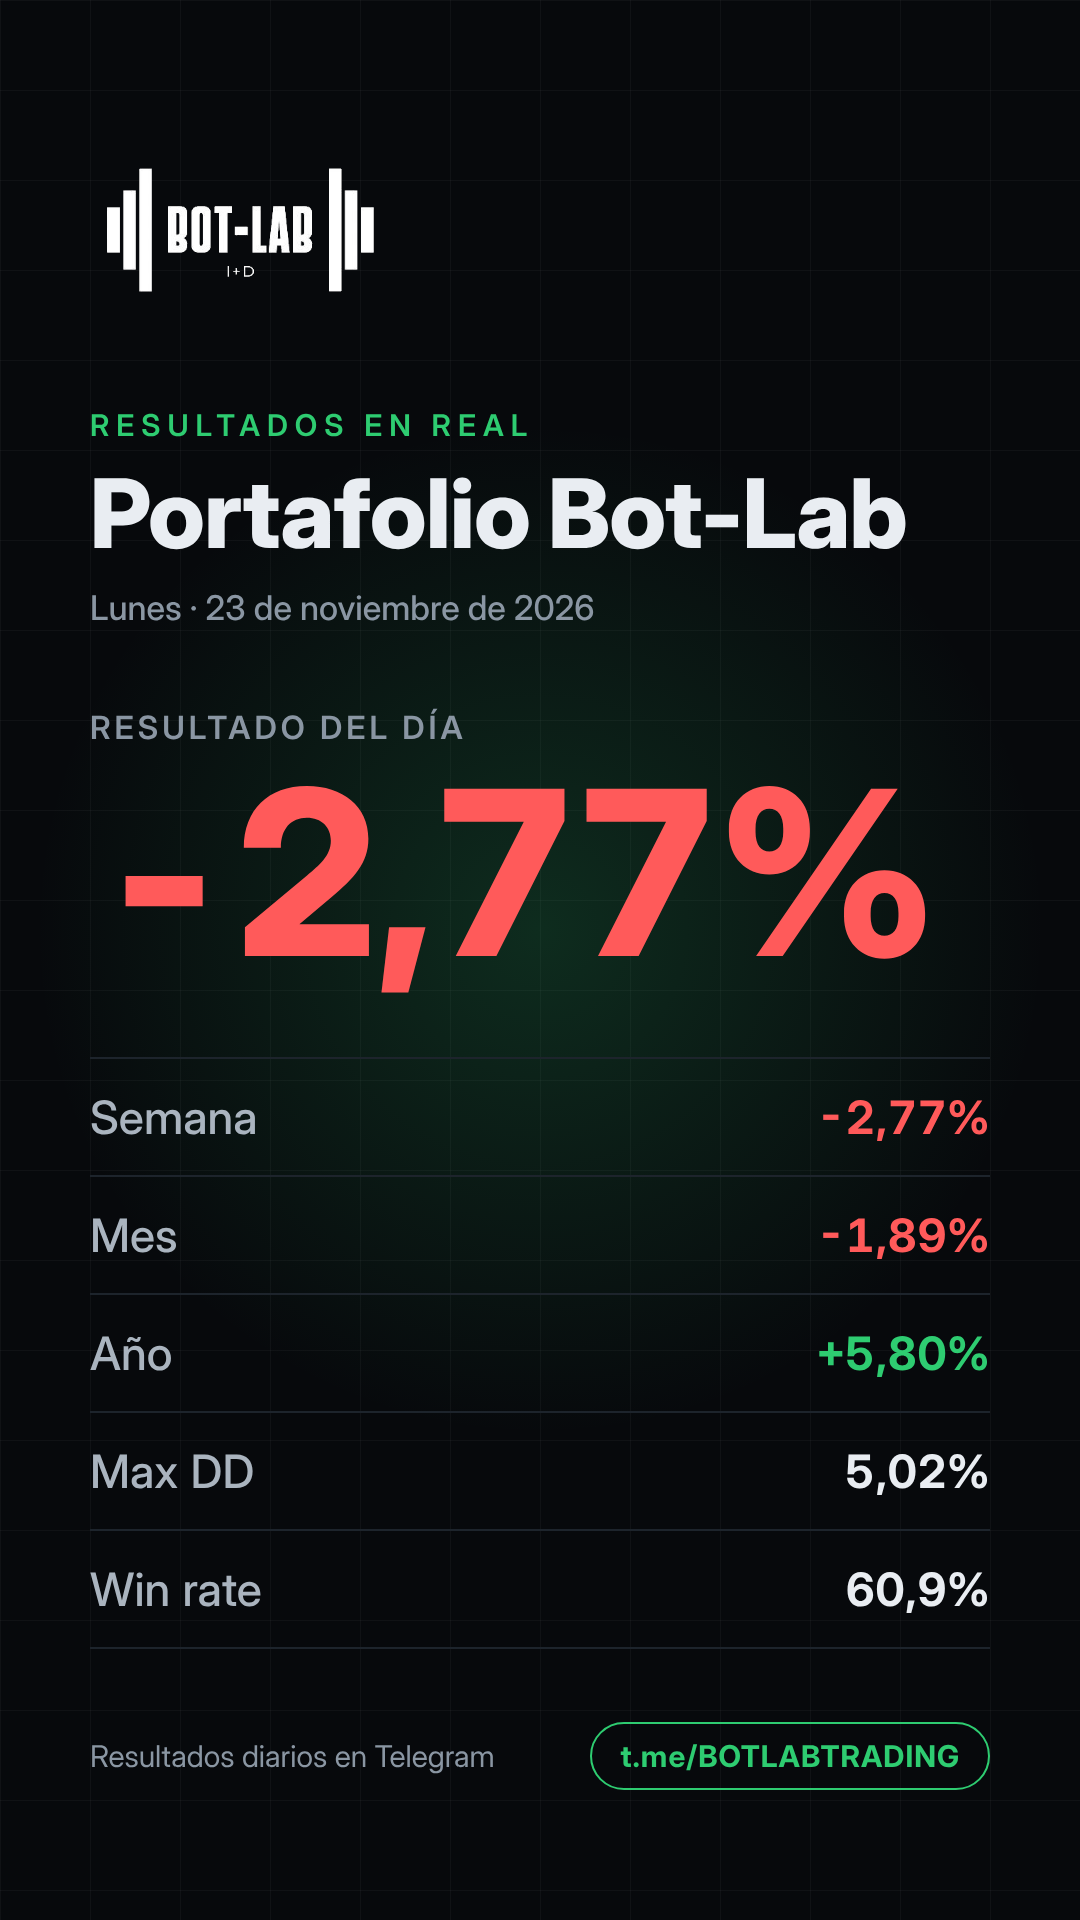 BOT-LAB
I+D
RESULTADOS EN REAL
Portafolio Bot-Lab
Lunes · 23 de noviembre de 2026
RESULTADO DEL DÍA
-2,77%
Semana -2,77%
Mes -1,89%
Año +5,80%
Max DD 5,02%
Win rate 60,9%
Resultados diarios en Telegram t.me/BOTLABTRADING